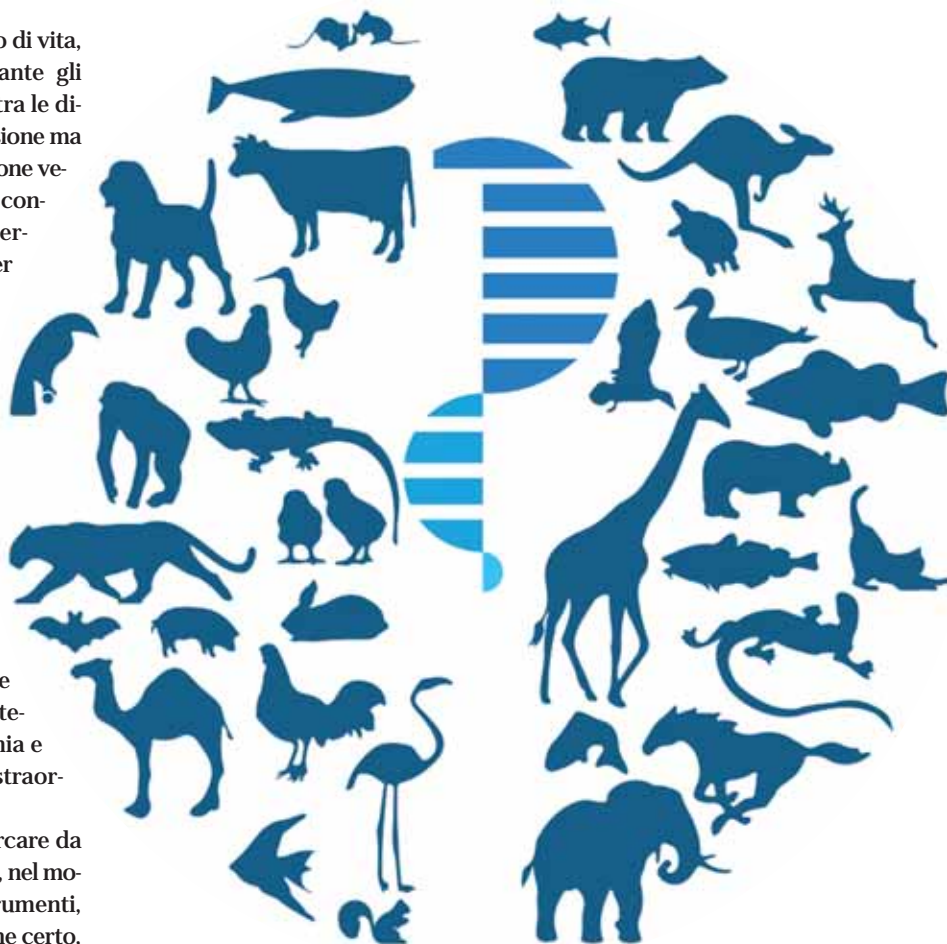 o di vita,
ante gli
tra le di-
sione ma
one ve-
con-
er-
er
e
te-
nia e
straor-
rcare da
, nel mo-
rumenti,
ne certo,